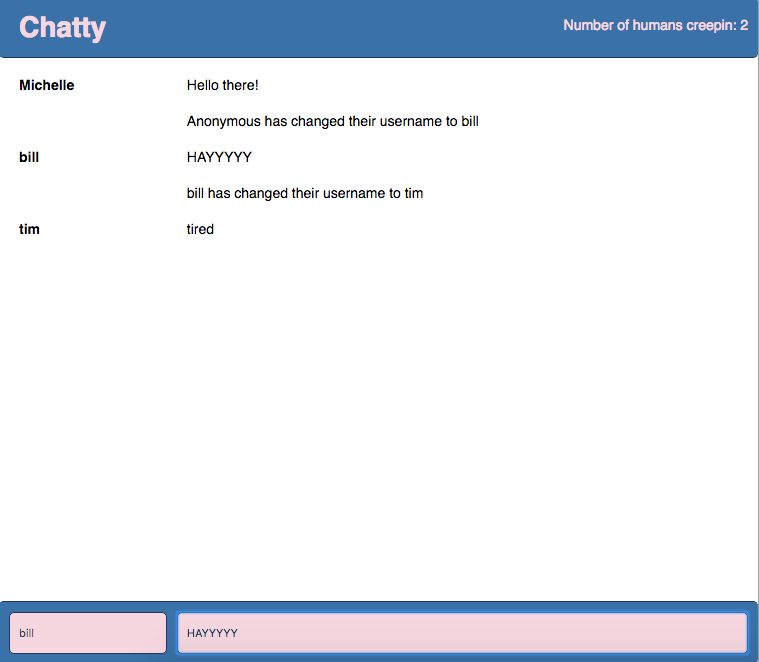 Chatty
Number of humans creepin: 2
Michelle Hello there!
Anonymous has changed their username to bill
bill HAYYYYY
bill has changed their username to tim
tim tired
bill HAYYYYY